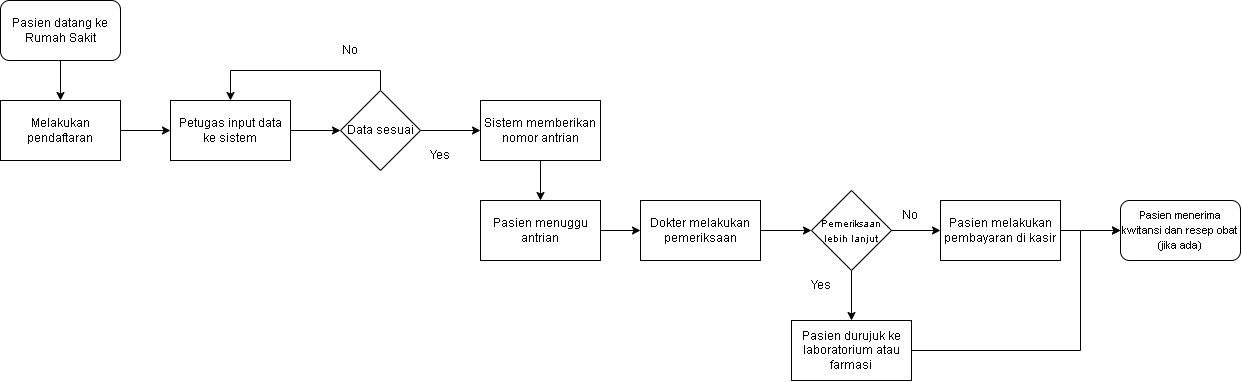 Pasien datang ke
Rumah Sakit
No
Melakukan
pendaftaran
Petugas input data
ke sistem
Data sesuai
Yes
Sistem memberikan
nomor antrian
Pasien menuggu
antrian
Dokter melakukan
pemeriksaan
Pemeriksaan
lebih lanjut
No
Pasien melakukan
pembayaran di kasir
Pasien menerima
kwitansi dan resep obat
(jika ada)
Yes
Pasien durujuk ke
laboratorium atau
farmasi